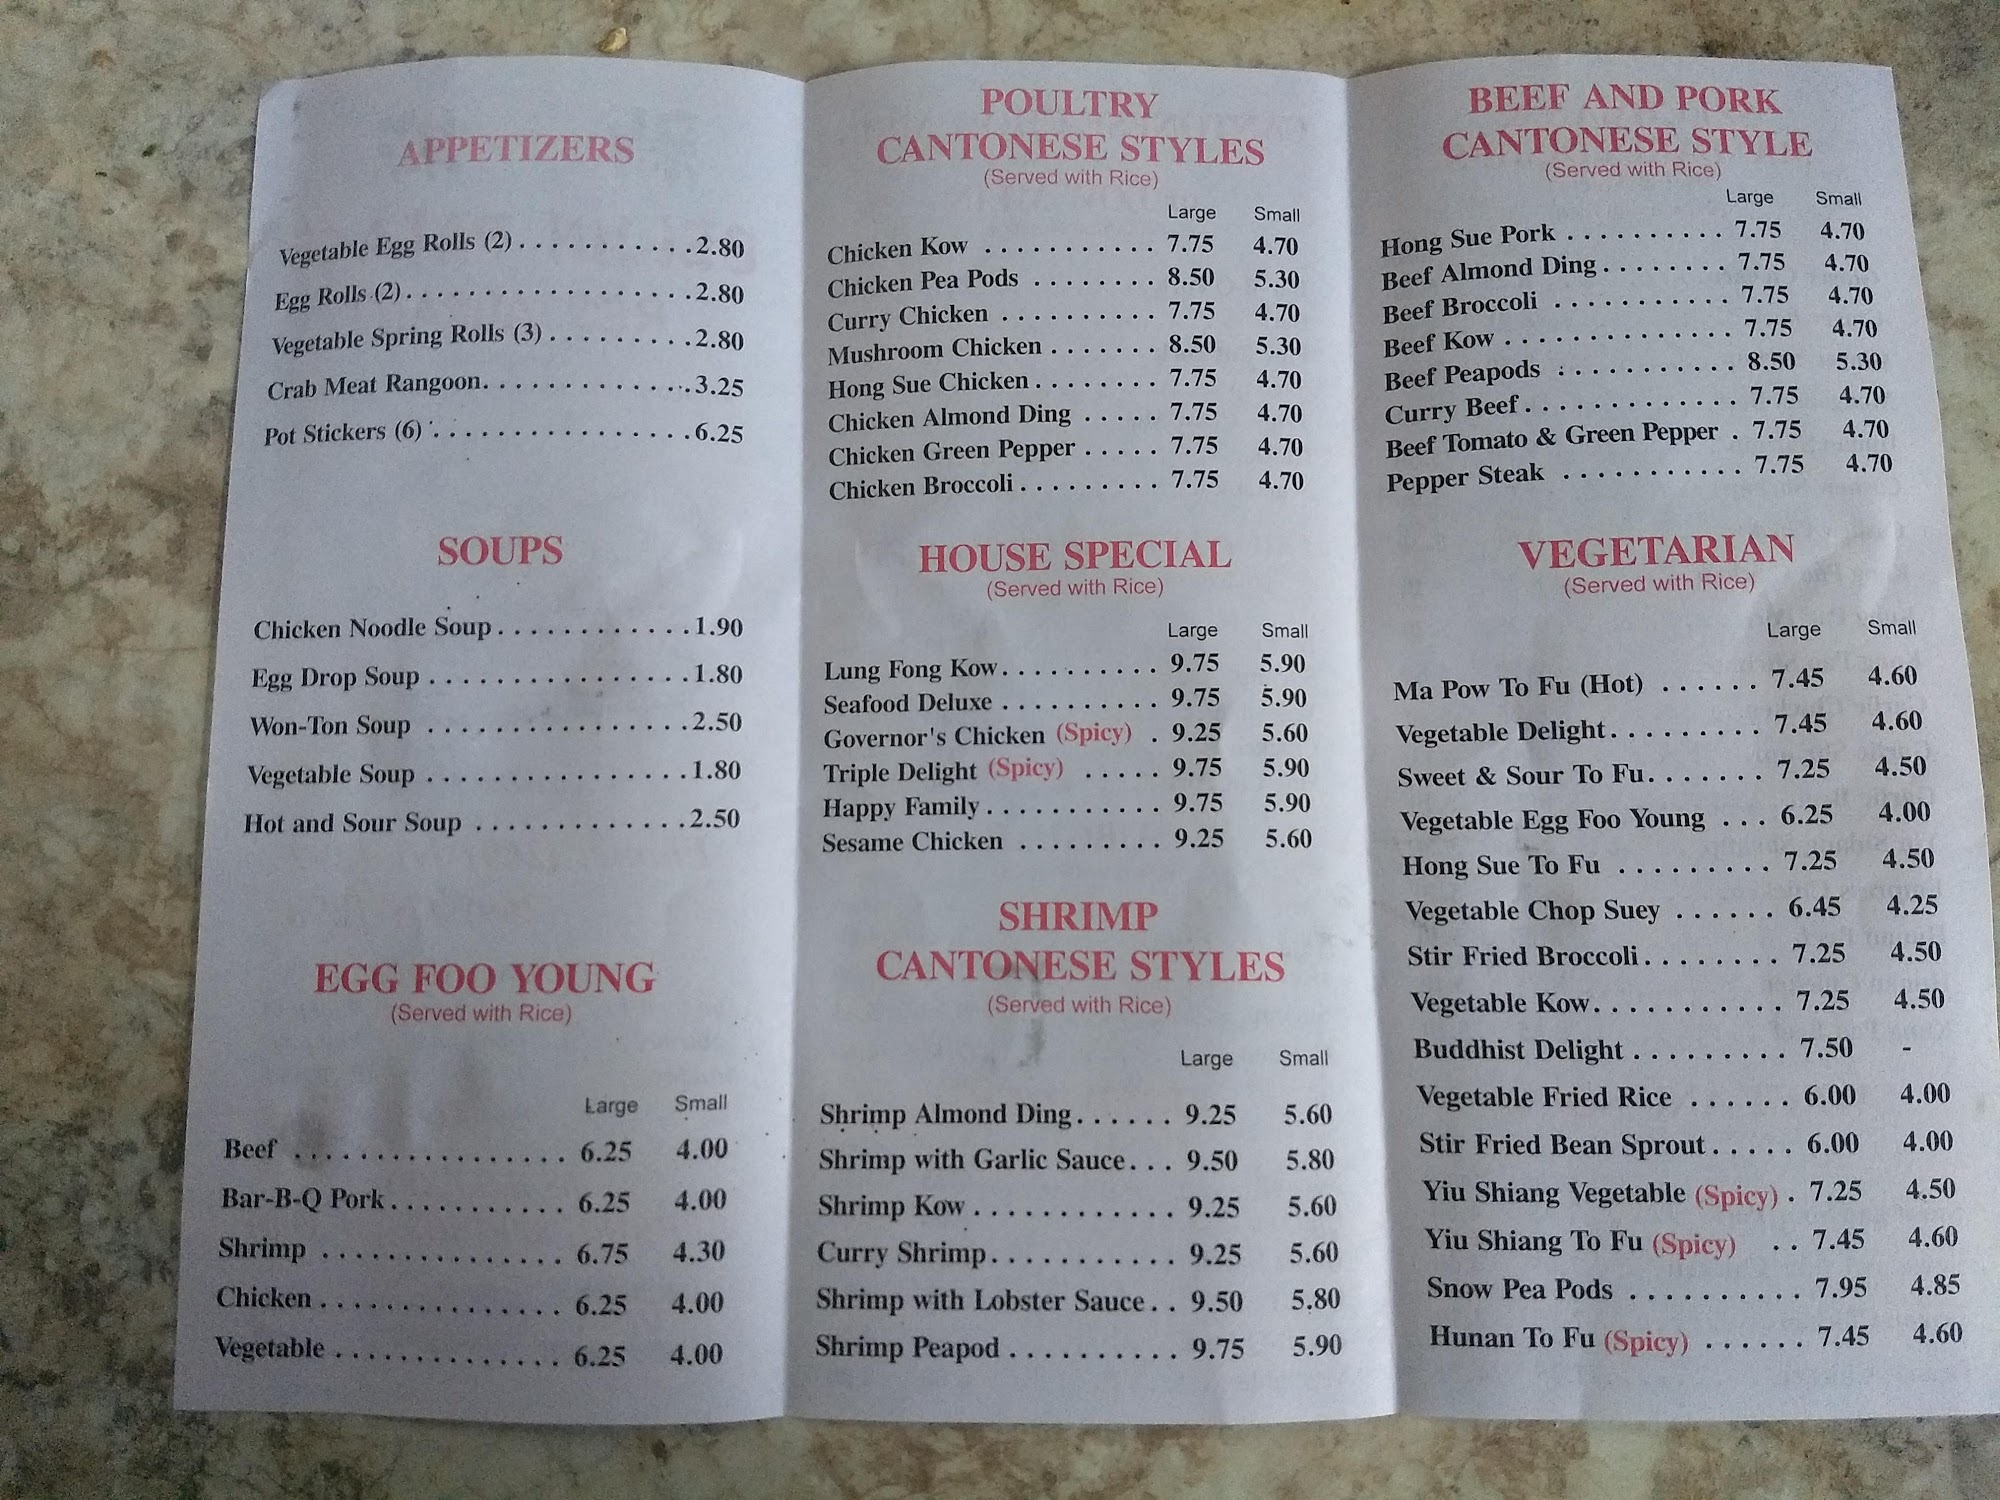 APPETIZERS
Vegetable Egg Rolls (2) . . . . . . . . . . . 2.80
Egg Rolls (2) . . . . . . . . . . . . . . . . . . 2.80
Vegetable Spring Rolls (3) . . . . . . . . . 2.80
Crab Meat Rangoon. . . . . . . . . . . . . . 3.25
Pot Stickers (6) . . . . . . . . . . . . . . . . 6.25
SOUPS
Chicken Noodle Soup . . . . . . . . . . . . 1.90
Egg Drop Soup . . . . . . . . . . . . . . . . 1.80
Won-Ton Soup . . . . . . . . . . . . . . . . 2.50
Vegetable Soup . . . . . . . . . . . . . . . . 1.80
Hot and Sour Soup . . . . . . . . . . . . . 2.50
EGG FOO YOUNG
(Served with Rice)
Large Small
Beef . . . . . . . . . . . . . . . . . 6.25 4.00
Bar-B-Q Pork . . . . . . . . . . . 6.25 4.00
Shrimp . . . . . . . . . . . . . . . 6.75 4.30
Chicken . . . . . . . . . . . . . . . 6.25 4.00
Vegetable . . . . . . . . . . . . . . 6.25 4.00
POULTRY
CANTONESE STYLES
(Served with Rice)
Large Small
Chicken Kow . . . . . . . . . . . 7.75 4.70
Chicken Pea Pods . . . . . . . . 8.50 5.30
Curry Chicken . . . . . . . . . . 7.75 4.70
Mushroom Chicken . . . . . . . 8.50 5.30
Hong Sue Chicken . . . . . . . . 7.75 4.70
Chicken Almond Ding . . . . . 7.75 4.70
Chicken Green Pepper . . . . . 7.75 4.70
Chicken Broccoli . . . . . . . . . 7.75 4.70
HOUSE SPECIAL
(Served with Rice)
Large Small
Lung Fong Kow . . . . . . . . . . 9.75 5.90
Seafood Deluxe . . . . . . . . . . 9.75 5.90
Governor's Chicken (Spicy) . 9.25 5.60
Triple Delight (Spicy) . . . . . 9.75 5.90
Happy Family . . . . . . . . . . . 9.75 5.90
Sesame Chicken . . . . . . . . . 9.25 5.60
SHRIMP
CANTONESE STYLES
(Served with Rice)
Large Small
Shrimp Almond Ding . . . . . . 9.25 5.60
Shrimp with Garlic Sauce . . . 9.50 5.80
Shrimp Kow . . . . . . . . . . . . 9.25 5.60
Curry Shrimp . . . . . . . . . . . 9.25 5.60
Shrimp with Lobster Sauce . . 9.50 5.80
Shrimp Peapod . . . . . . . . . . 9.75 5.90
BEEF AND PORK
CANTONESE STYLE
(Served with Rice)
Large Small
Hong Sue Pork . . . . . . . . . . 7.75 4.70
Beef Almond Ding . . . . . . . . 7.75 4.70
Beef Broccoli . . . . . . . . . . . 7.75 4.70
Beef Kow . . . . . . . . . . . . . . 7.75 4.70
Beef Peapods . . . . . . . . . . . 8.50 5.30
Curry Beef . . . . . . . . . . . . . 7.75 4.70
Beef Tomato & Green Pepper . 7.75 4.70
Pepper Steak . . . . . . . . . . . 7.75 4.70
VEGETARIAN
(Served with Rice)
Large Small
Ma Pow To Fu (Hot) . . . . . . 7.45 4.60
Vegetable Delight . . . . . . . . . 7.45 4.60
Sweet & Sour To Fu . . . . . . . 7.25 4.50
Vegetable Egg Foo Young . . . 6.25 4.00
Hong Sue To Fu . . . . . . . . . 7.25 4.50
Vegetable Chop Suey . . . . . . 6.45 4.25
Stir Fried Broccoli . . . . . . . . 7.25 4.50
Vegetable Kow . . . . . . . . . . . 7.25 4.50
Buddhist Delight . . . . . . . . . 7.50 -
Vegetable Fried Rice . . . . . . 6.00 4.00
Stir Fried Bean Sprout . . . . . 6.00 4.00
Yiu Shiang Vegetable (Spicy) . 7.25 4.50
Yiu Shiang To Fu (Spicy) . . 7.45 4.60
Snow Pea Pods . . . . . . . . . . 7.95 4.85
Hunan To Fu (Spicy) . . . . . . 7.45 4.60